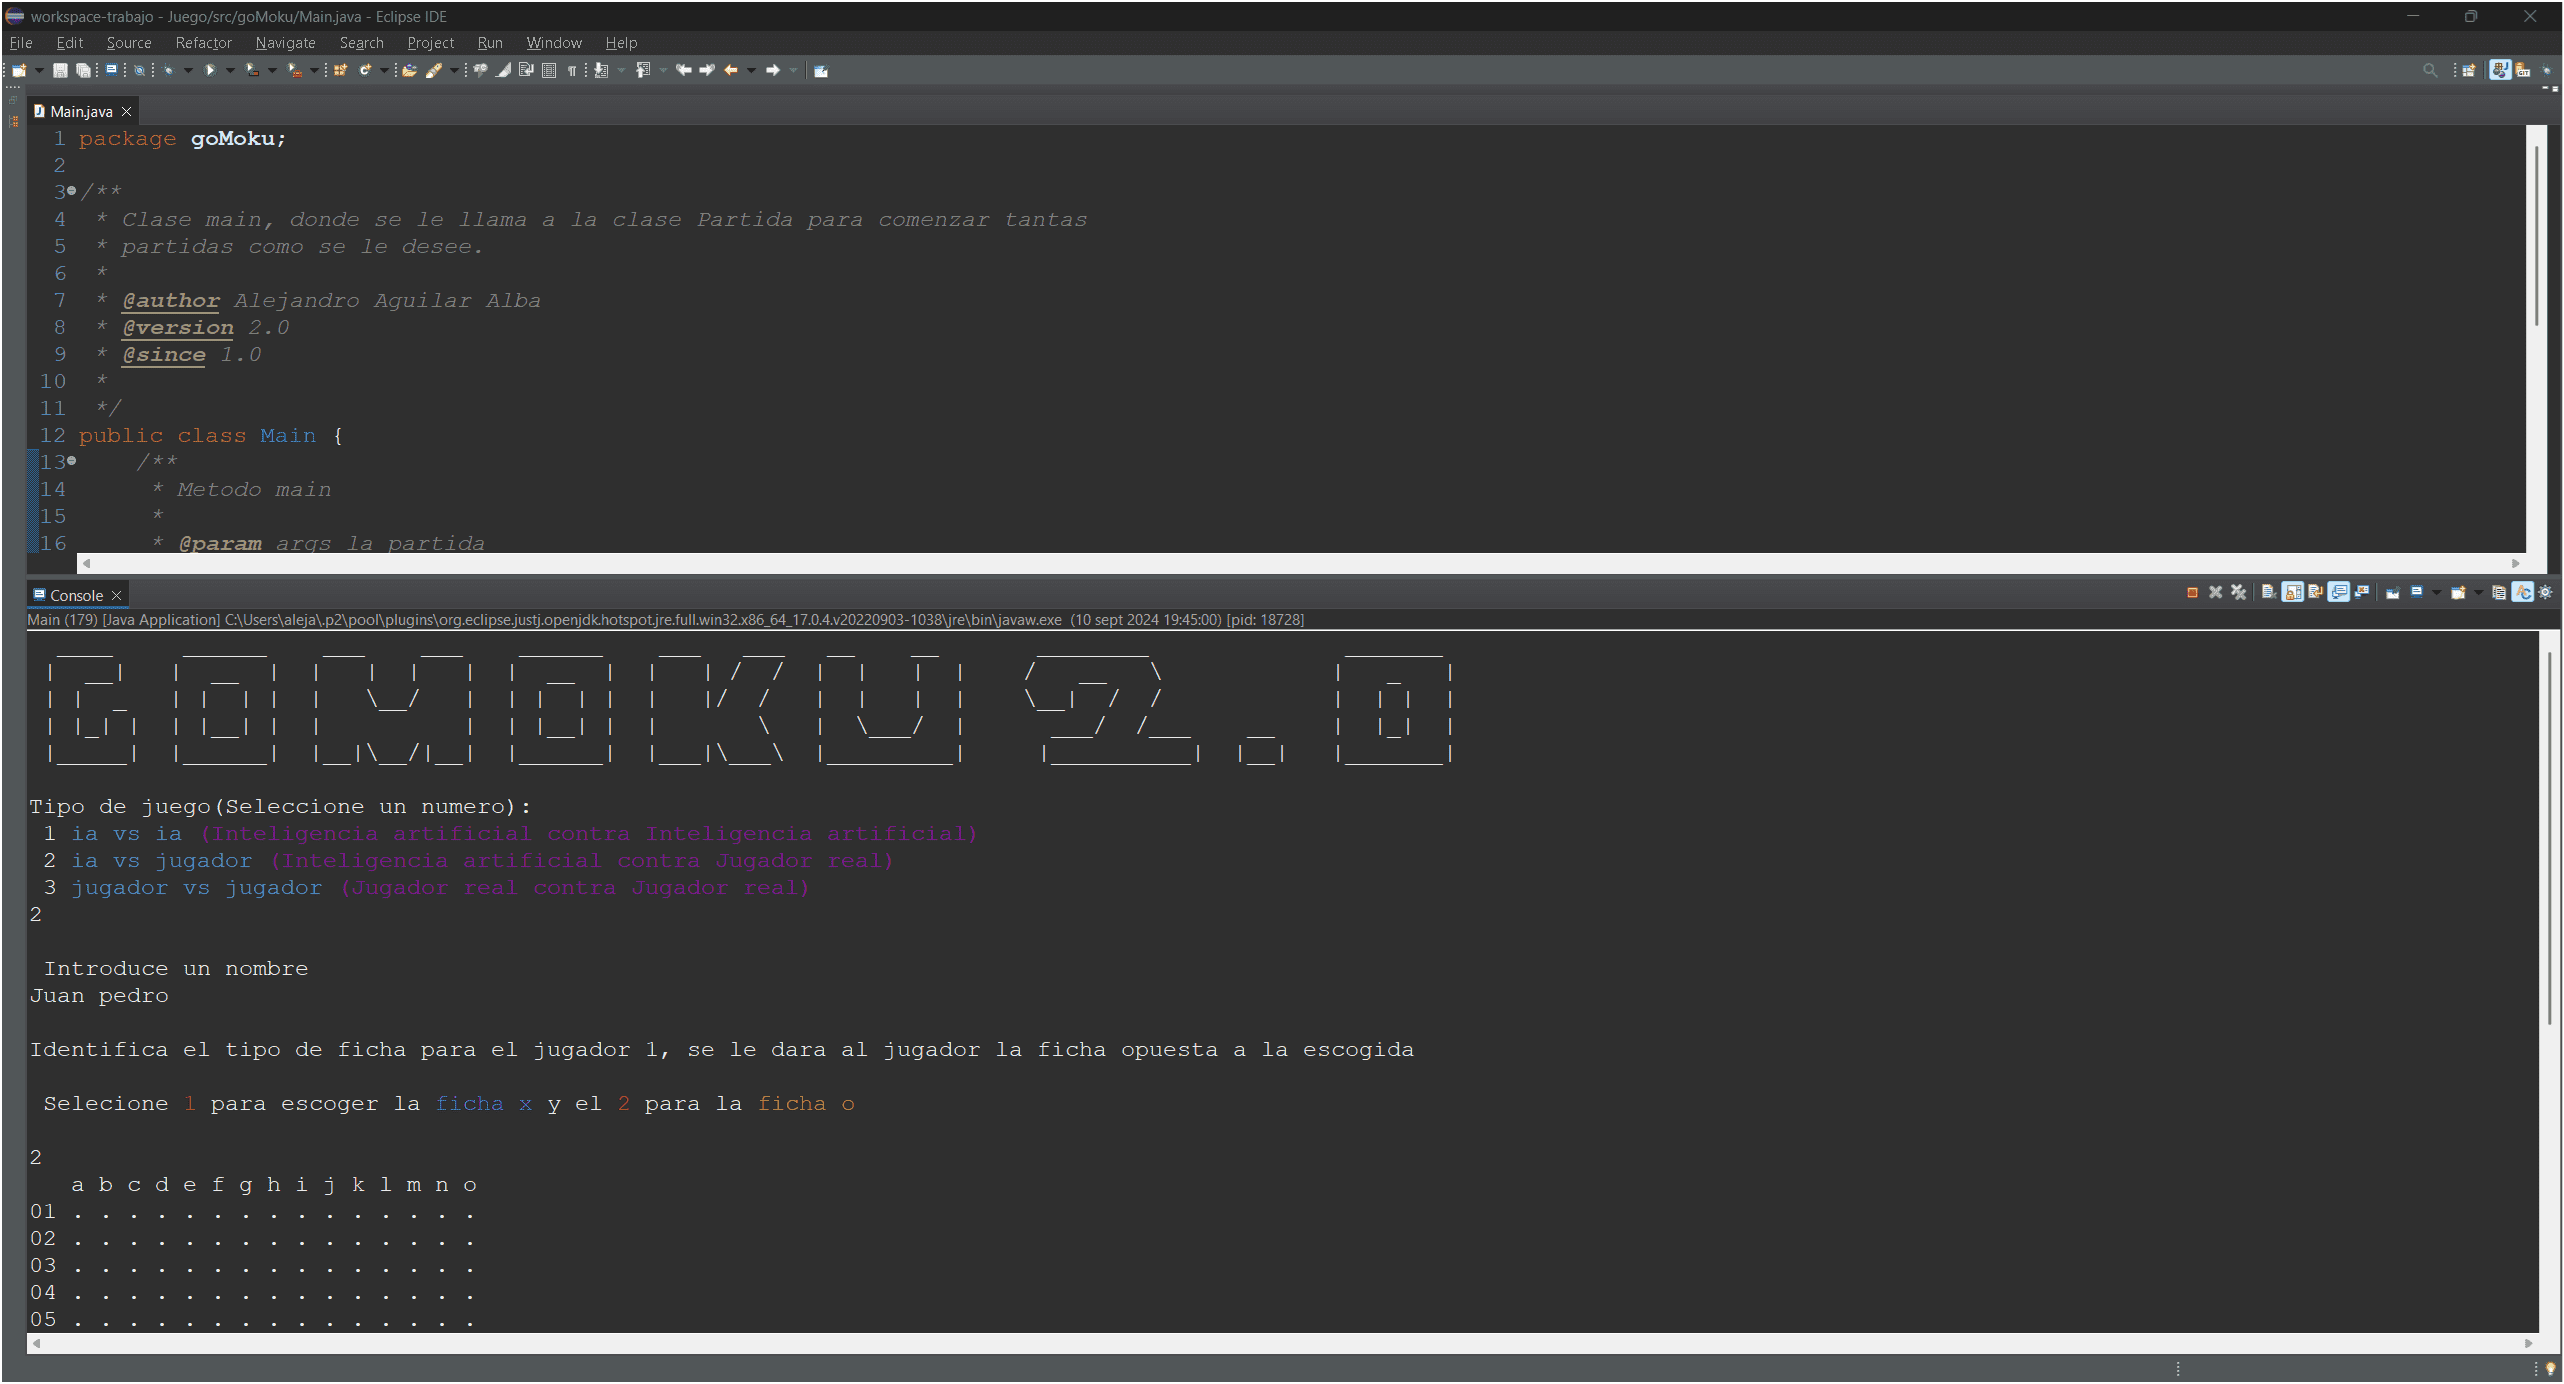 workspace-trabajo - Juego/src/goMoku/Main.java - Eclipse IDE
File Edit Source Refactor Navigate Search Project Run Window Help
Main.java
1 package goMoku;
2
3 /**
4  * Clase main, donde se le llama a la clase Partida para comenzar tantas
5  * partidas como se le desee.
6  *
7  * @author Alejandro Aguilar Alba
8  * @version 2.0
9  * @since 1.0
10  *
11  */
12 public class Main {
13     /**
14      * Metodo main
15      *
16      * @param args la partida
Console
Main (179) [Java Application] C:\Users\aleja\.p2\pool\plugins\org.eclipse.justj.openjdk.hotspot.jre.full.win32.x86_64_17.0.4.v20220903-1038\jre\bin\javaw.exe (10 sept 2024 19:45:00) [pid: 18728]
GOMOKU 2.0
Tipo de juego(Seleccione un numero):
1 ia vs ia (Inteligencia artificial contra Inteligencia artificial)
2 ia vs jugador (Inteligencia artificial contra Jugador real)
3 jugador vs jugador (Jugador real contra Jugador real)
2
Introduce un nombre
Juan pedro
Identifica el tipo de ficha para el jugador 1, se le dara al jugador la ficha opuesta a la escogida
Selecione 1 para escoger la ficha x y el 2 para la ficha o
2
a b c d e f g h i j k l m n o
01 . . . . . . . . . . . . . . .
02 . . . . . . . . . . . . . . .
03 . . . . . . . . . . . . . . .
04 . . . . . . . . . . . . . . .
05 . . . . . . . . . . . . . . .